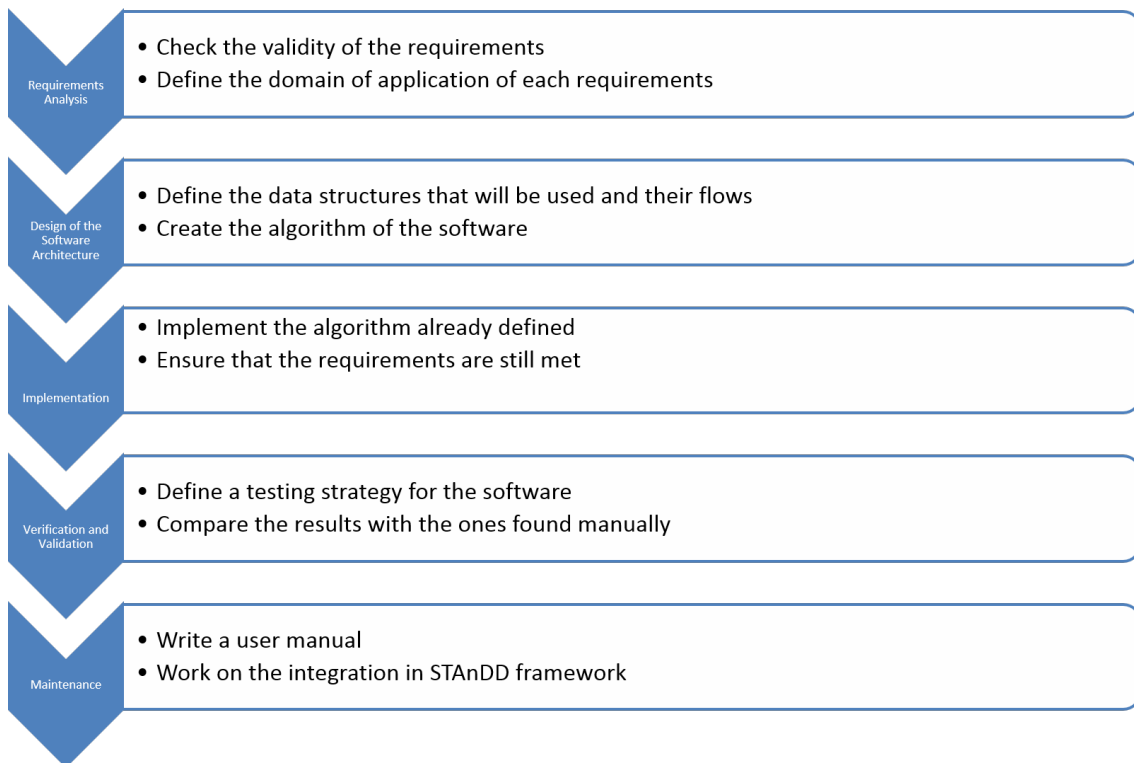 Requirements
Analysis
• Check the validity of the requirements
• Define the domain of application of each requirements
Design of the
Software
Architecture
• Define the data structures that will be used and their flows
• Create the algorithm of the software
Implementation
• Implement the algorithm already defined
• Ensure that the requirements are still met
Verification and
Validation
• Define a testing strategy for the software
• Compare the results with the ones found manually
Maintenance
• Write a user manual
• Work on the integration in STAnDD framework